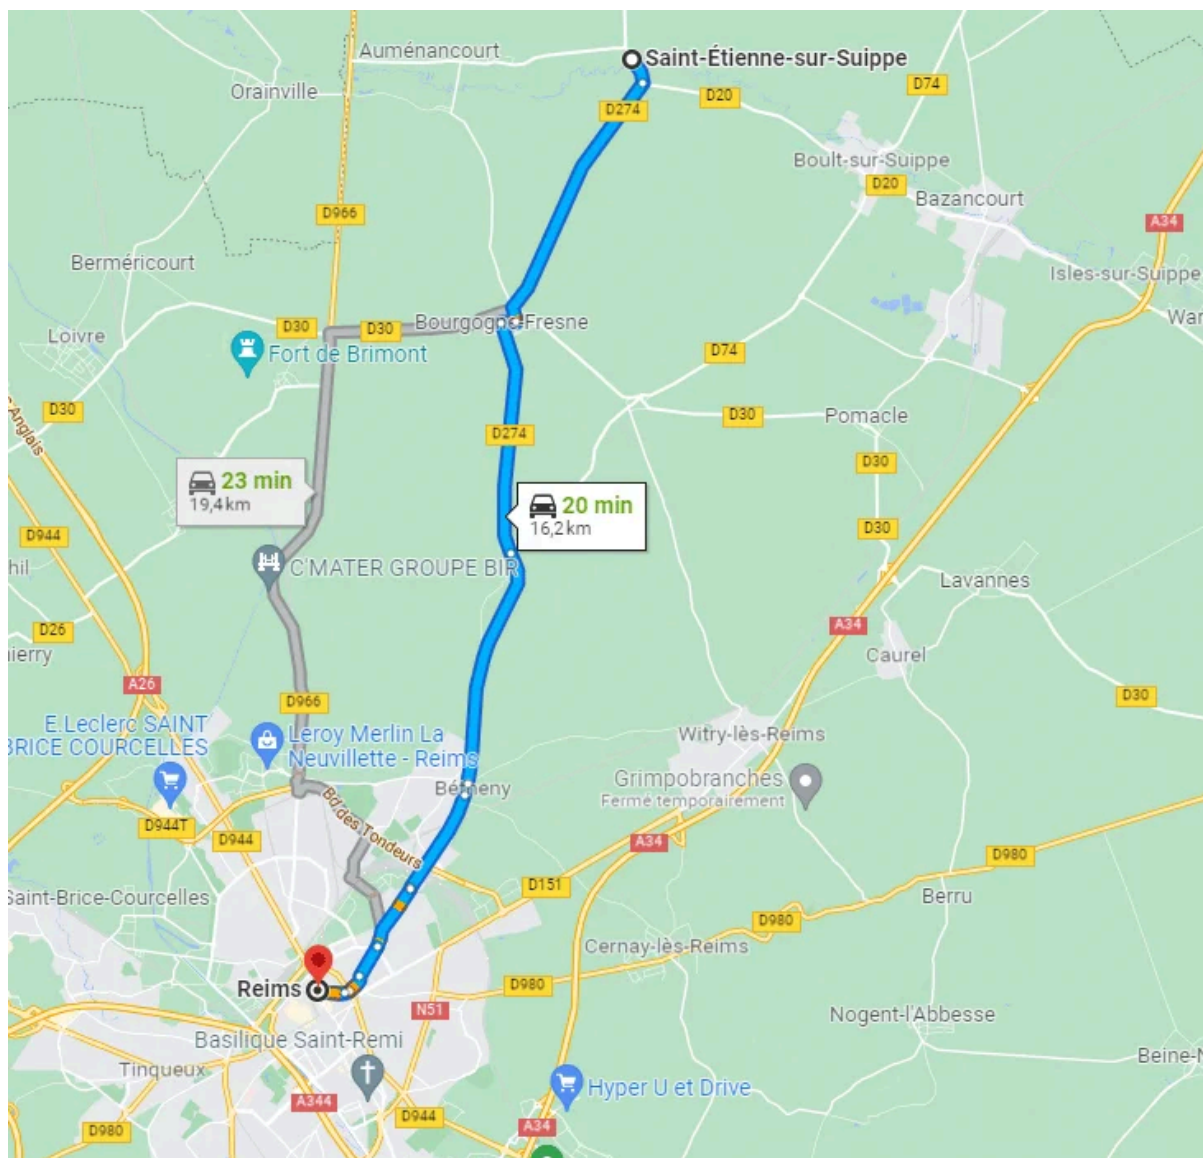 Auménancourt
Saint-Étienne-sur-Suippe
Orainville
D274
D20
D74
Boult-sur-Suippe
D20
Bazancourt
D966
A34
Berméricourt
Isles-sur-Suippe
Loivre
D30
D30
Bourgogne-Fresne
War
Fort de Brimont
D74
D30
D30
Pomacle
Anglais
D274
D30
23 min
19,4 km
20 min
16,2 km
D944
D30
hil
C'MATER GROUPE BIR
Lavannes
D26
A34
ierry
Caurel
A26
D966
D30
E.Leclerc SAINT
BRICE COURCELLES
Leroy Merlin La
Neuvillette - Reims
Witry-lès-Reims
Bétheny
Grimpobranches
Fermé temporairement
Bd des Tondeurs
D944T
D944
A34
D980
D151
Saint-Brice-Courcelles
Berru
D980
Cernay-lès-Reims
Reims
D980
N51
Nogent-l'Abbesse
Basilique Saint-Remi
Beine-N
Tinqueux
Hyper U et Drive
A344
D944
D980
A34